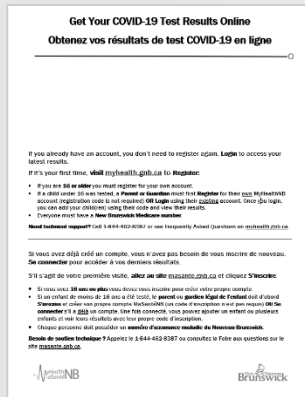 Get Your COVID-19 Test Results Online
Obtenez vos résultats de test COVID-19 en ligne
If you already have an account, you don't need to register again. Login to access your
latest results.
If it's your first time, visit myhealth.gnb.ca to Register:
• If you are 16 or older you must register for your own account.
• If a child under 16 was tested, a Parent or Guardian must first Register for their own MyHealthNB
account (registration code is not required) OR Login using their existing account. Once you login,
you can add your child(ren) using their code and view their results.
• Everyone must have a New Brunswick Medicare number
Need technical support? Call 1-844-462-8387 or see Frequently Asked Questions on myhealth.gnb.ca
Si vous avez déjà créé un compte, vous n'avez pas besoin de vous inscrire de nouveau.
Se connecter pour accéder à vos derniers résultats.
S'il s'agit de votre première visite, allez au site masante.gnb.ca et cliquez S'inscrire.
• Si vous avez 16 ans ou plus vous devez vous inscrire pour créer votre propre compte.
• Si un enfant de moins de 16 ans a été testé, le parent ou gardien légal de l'enfant doit d'abord
S'inscrire et créer son propre compte MaSantéNB (un code d'inscription n'est pas requis) OU Se
connecter s'il a déjà un compte. Une fois connecté, vous pouvez ajouter un enfant ou plusieurs
enfants et voir leurs résultats avec leur propre code d'inscription.
• Chaque personne doit posséder un numéro d'assurance maladie du Nouveau Brunswick.
Besoin de soutien technique ? Appelez le 1-844-462-8387 ou consultez la Foire aux questions sur le
site masante.gnb.ca.
NB
Brunswick